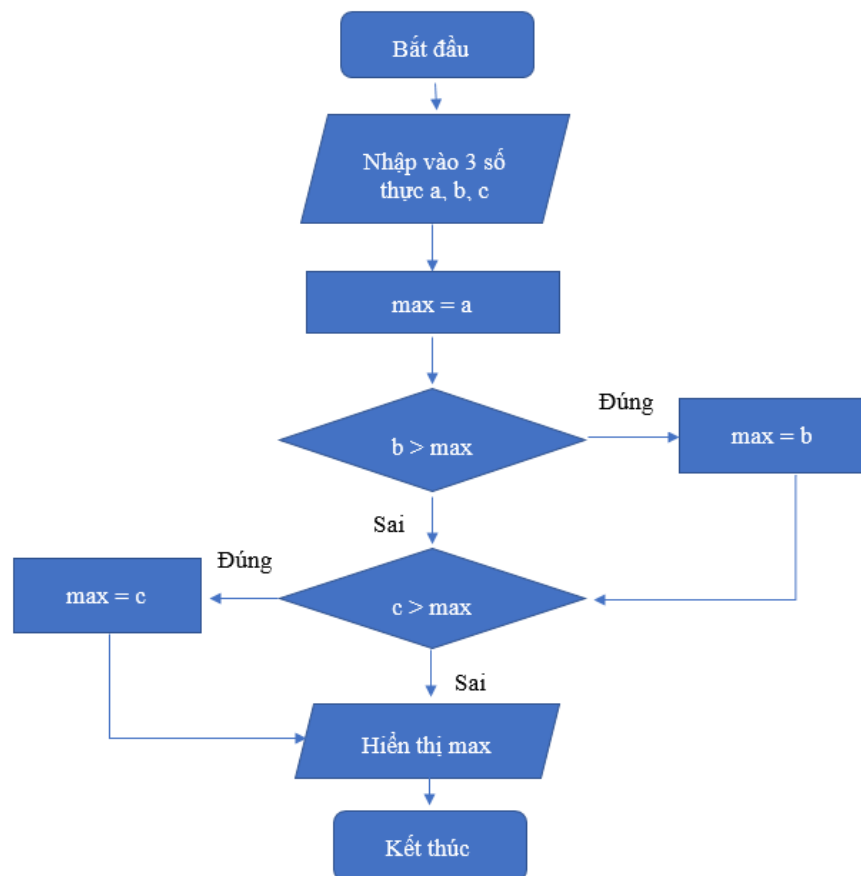 Bắt đầu
Nhập vào 3 số
thực a, b, c
max = a
b > max
Đúng
max = b
Sai
c > max
Đúng
max = c
Sai
Hiển thị max
Kết thúc